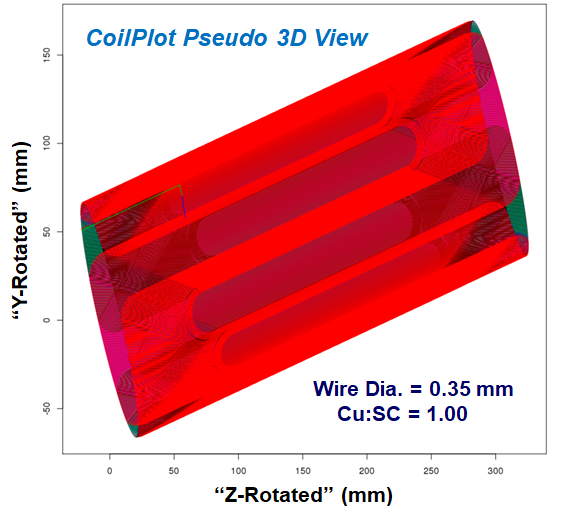 CoilPlot Pseudo 3D View
“Y-Rotated” (mm)
150
100
50
0
-50
Wire Dia. = 0.35 mm
Cu:SC = 1.00
0
50
100
150
200
250
300
“Z-Rotated” (mm)